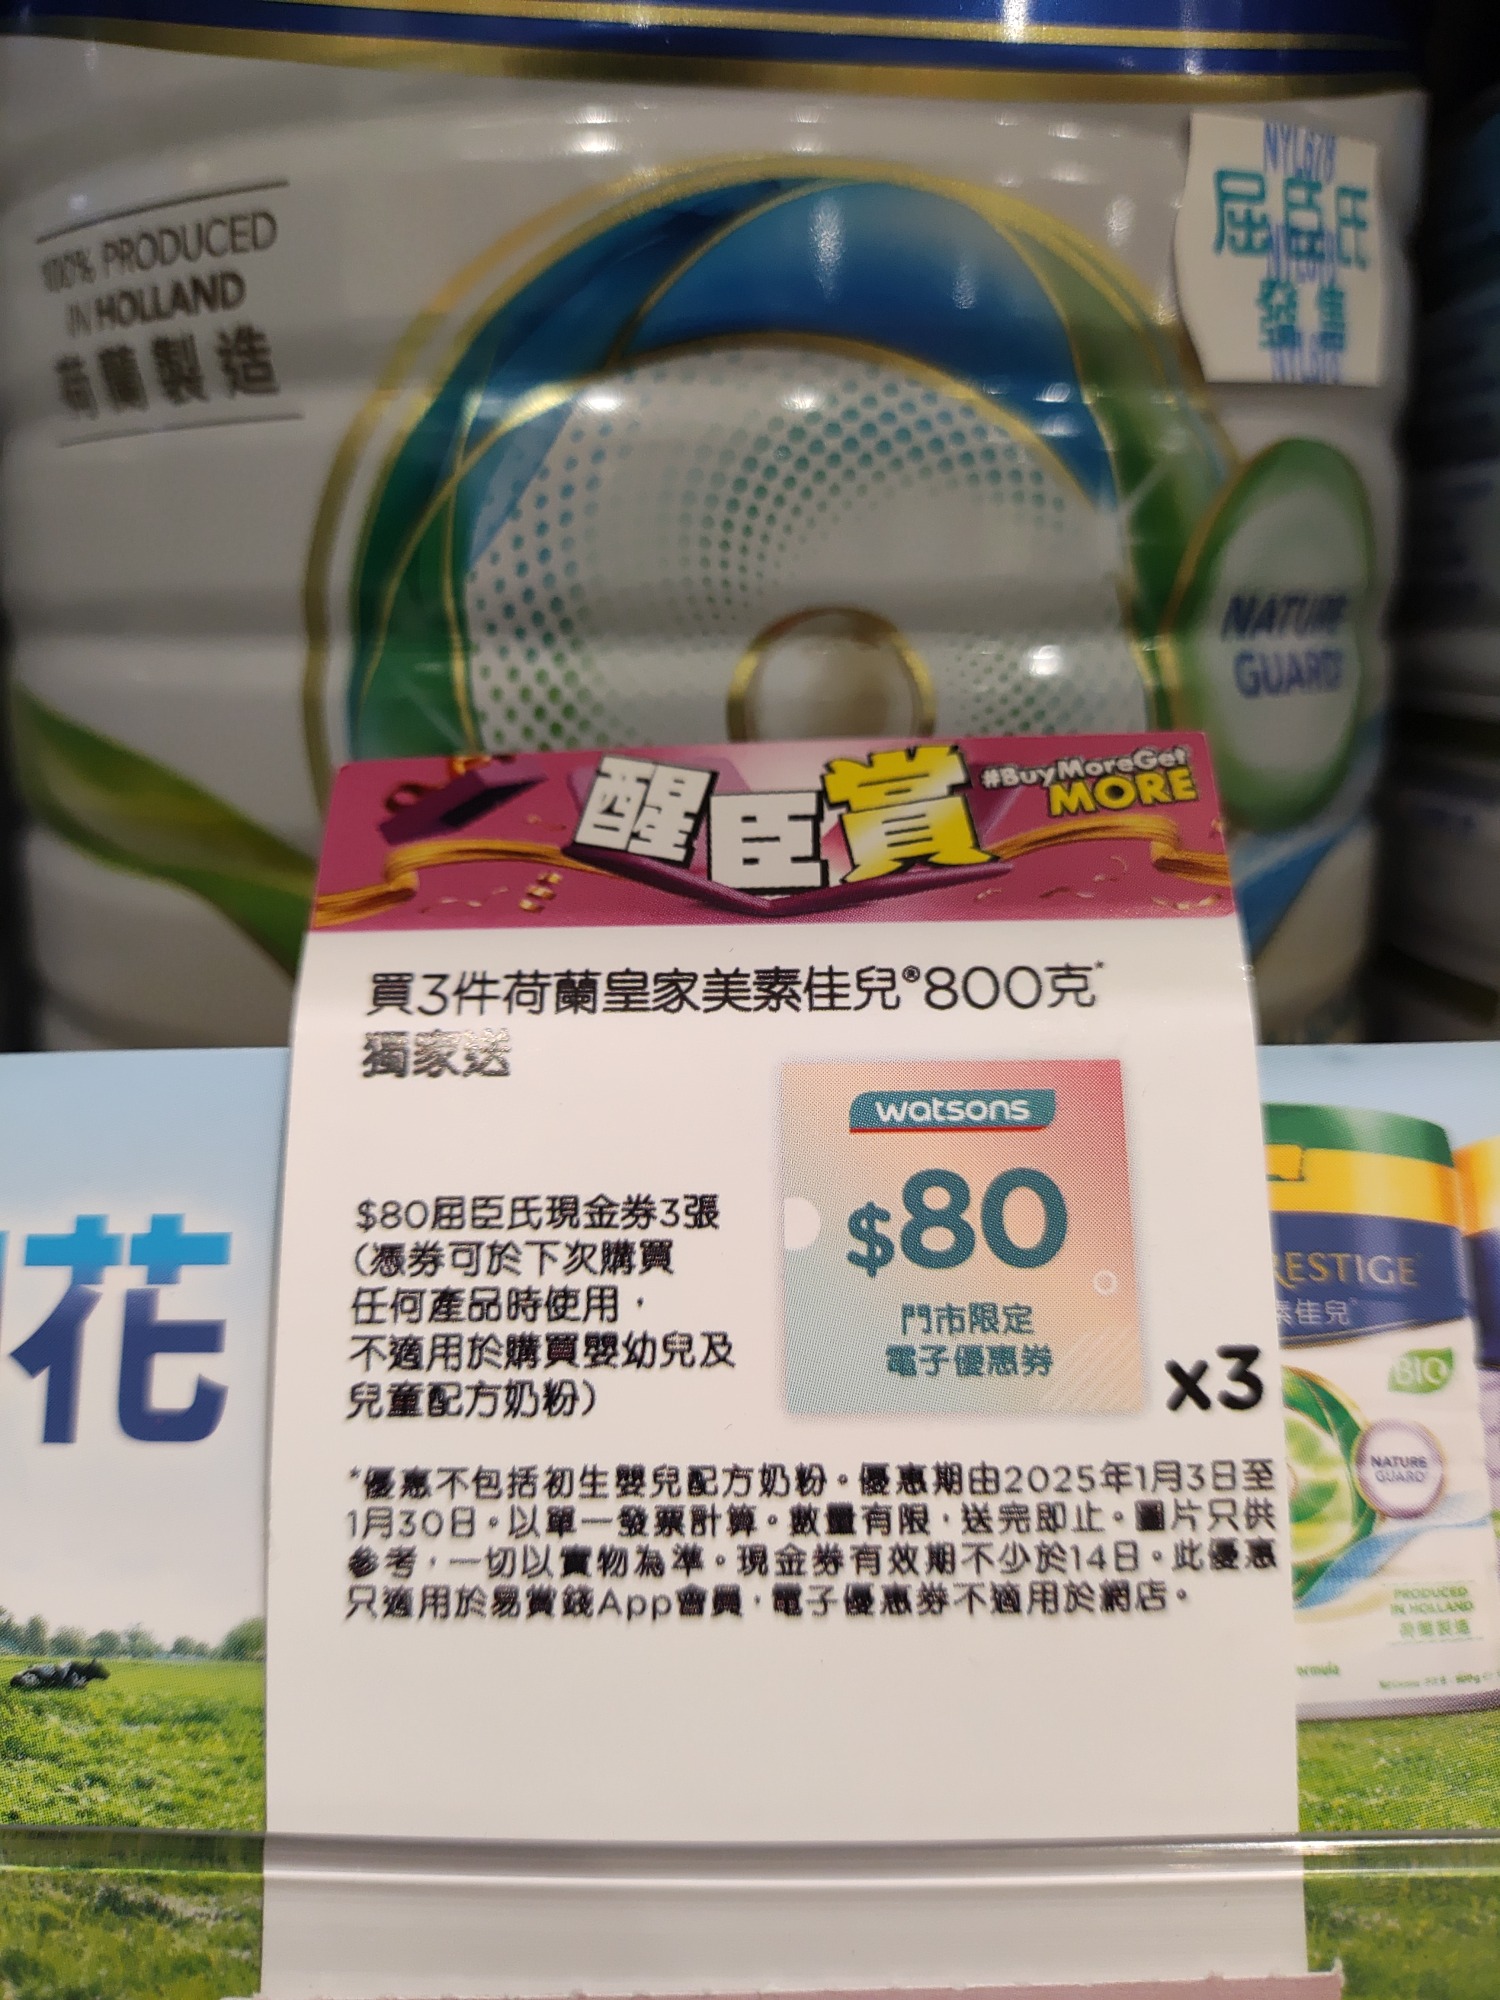 100% PRODUCED
IN HOLLAND
荷蘭製造
NYL678
屈臣氏
發售
NATURE
GUARD
醒臣賞
#BuyMoreGet
MORE
買3件荷蘭皇家美素佳兒®800克*
獨家送
watsons
$80
門市限定
電子優惠券
x3
$80屈臣氏現金券3張
(憑券可於下次購買
任何產品時使用，
不適用於購買嬰幼兒及
兒童配方奶粉)
*優惠不包括初生嬰兒配方奶粉。優惠期由2025年1月3日至
1月30日。以單一發票計算。數量有限，送完即止。圖片只供
參考，一切以實物為準。現金券有效期不少於14日。此優惠
只適用於易賞錢App會員，電子優惠券不適用於網店。
花
RESTIGE
素佳兒
BIO
NATURE
GUARD
PRODUCED
IN HOLLAND
荷蘭製造